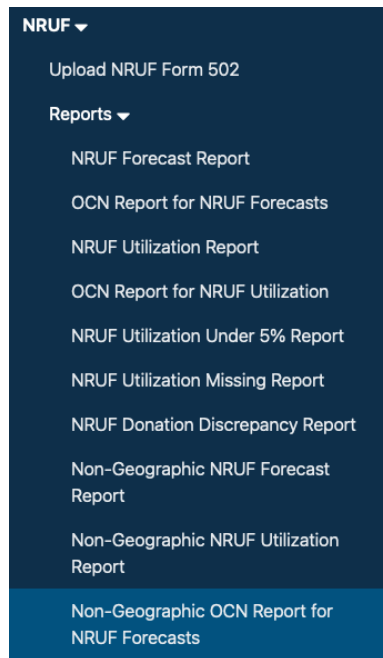 NRUF
Upload NRUF Form 502
Reports
NRUF Forecast Report
OCN Report for NRUF Forecasts
NRUF Utilization Report
OCN Report for NRUF Utilization
NRUF Utilization Under 5% Report
NRUF Utilization Missing Report
NRUF Donation Discrepancy Report
Non-Geographic NRUF Forecast
Report
Non-Geographic NRUF Utilization
Report
Non-Geographic OCN Report for
NRUF Forecasts